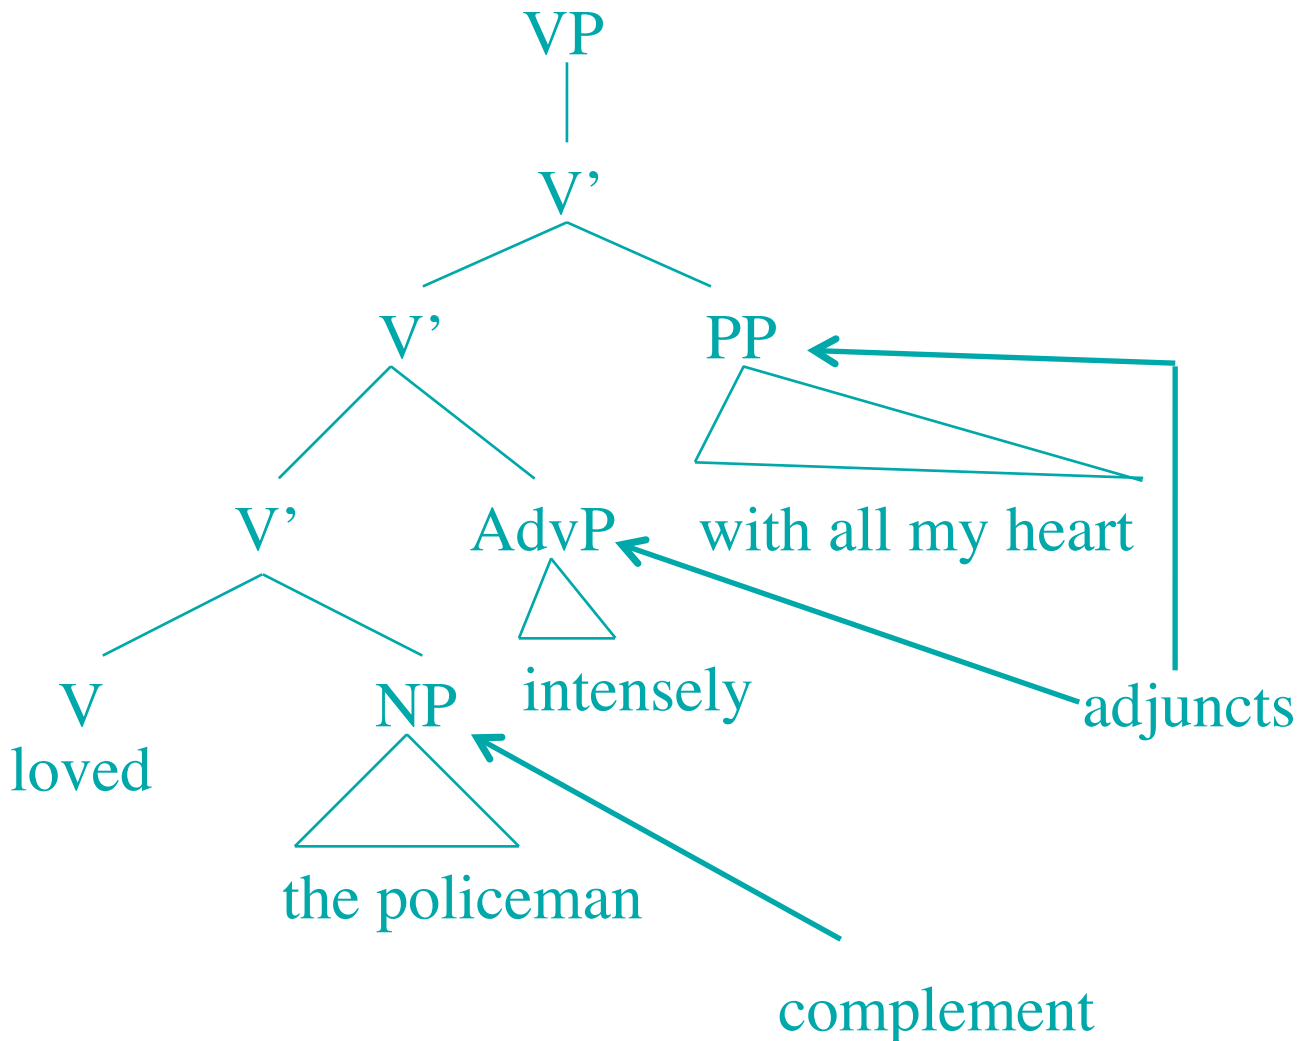 VP
V’
V’ PP
V’ AdvP with all my heart
V NP intensely adjuncts
loved
the policeman
complement